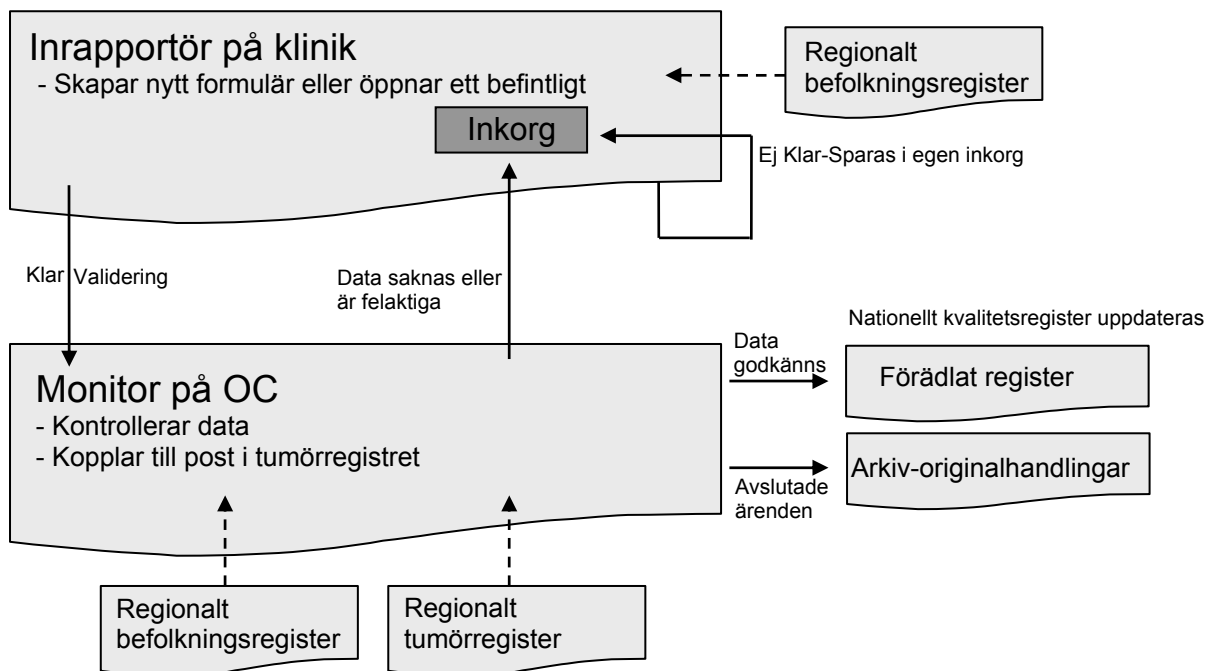 Inrapportör på klinik
- Skapar nytt formulär eller öppnar ett befintligt
Inkorg
Regionalt
befolkningsregister
Ej Klar-Sparas i egen inkorg
Klar Validering
Data saknas eller
är felaktiga
Nationellt kvalitetsregister uppdateras
Data
godkänns
Förädlat register
Monitor på OC
- Kontrollerar data
- Kopplar till post i tumörregistret
Arkiv-originalhandlingar
Avslutade
ärenden
Regionalt
befolkningsregister
Regionalt
tumörregister